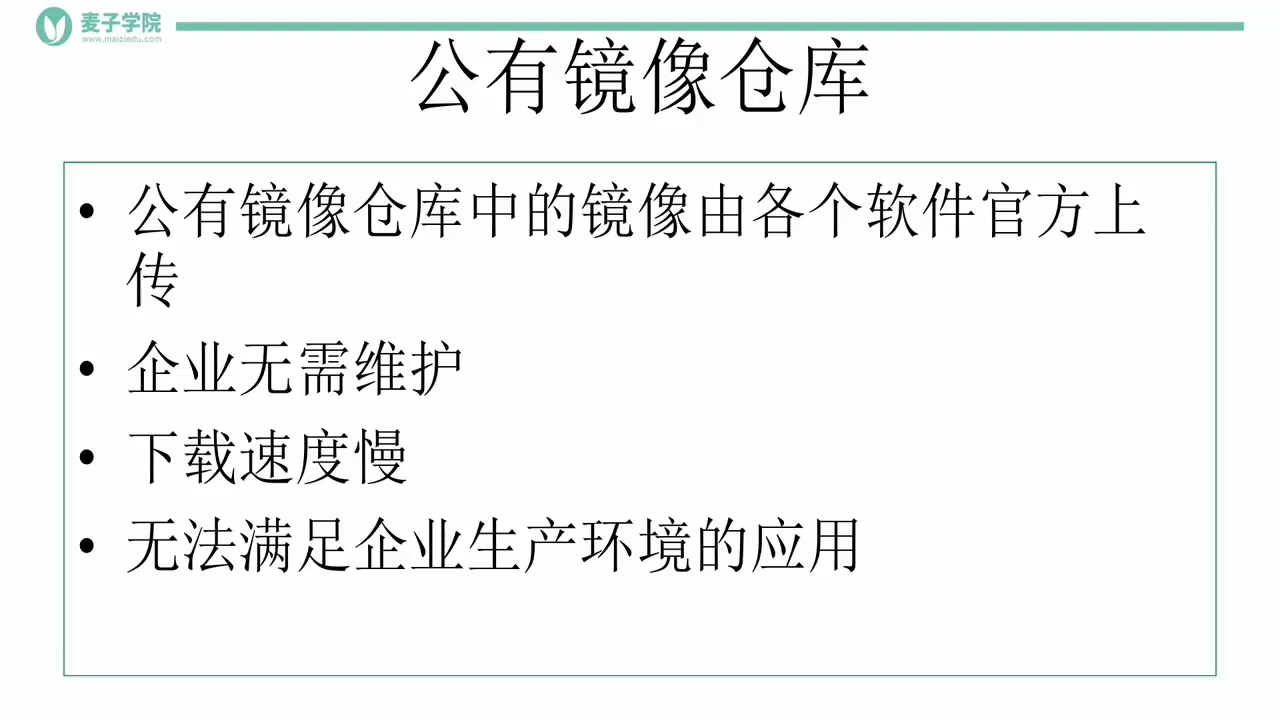 麦子学院
www.maiziedu.com
公有镜像仓库
• 公有镜像仓库中的镜像由各个软件官方上
传
• 企业无需维护
• 下载速度慢
• 无法满足企业生产环境的应用